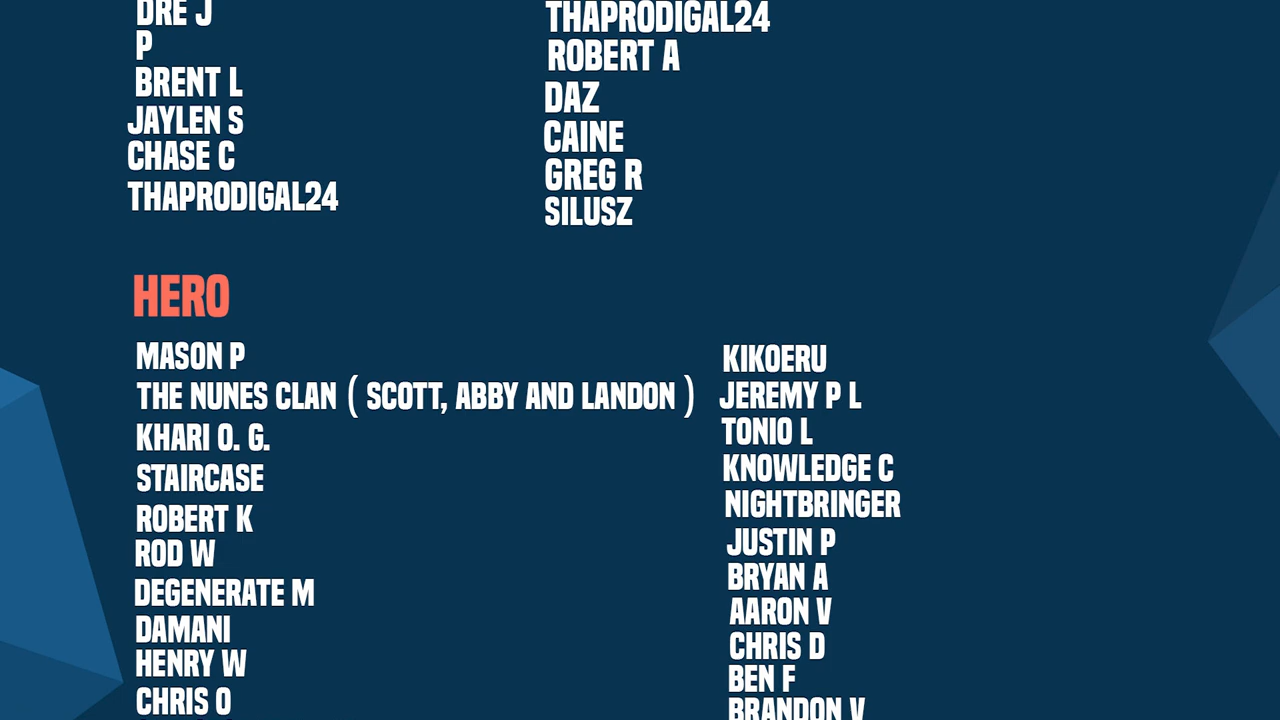 DRE J
P
BRENT L
JAYLEN S
CHASE C
THAPRODIGAL24
THAPRODIGAL24
ROBERT A
DAZ
CAINE
GREG R
SILUSZ
HERO
MASON P
THE NUNES CLAN ( SCOTT, ABBY AND LANDON )
KHARI O. G.
STAIRCASE
ROBERT K
ROD W
DEGENERATE M
DAMANI
HENRY W
CHRIS O
KIKOERU
JEREMY P L
TONIO L
KNOWLEDGE C
NIGHTBRINGER
JUSTIN P
BRYAN A
AARON V
CHRIS D
BEN F
BRANDON V